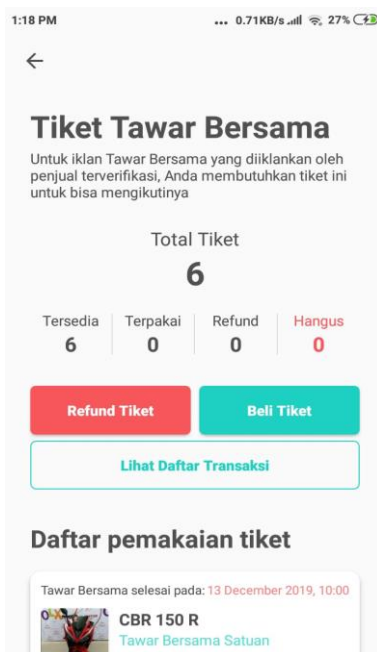 1:18 PM ... 0.71KB/s 27%
Tiket Tawar Bersama
Untuk iklan Tawar Bersama yang diiklankan oleh
penjual terverifikasi, Anda membutuhkan tiket ini
untuk bisa mengikutinya
Total Tiket
6
Tersedia Terpakai Refund Hangus
6 0 0 0
Refund Tiket Beli Tiket
Lihat Daftar Transaksi
Daftar pemakaian tiket
Tawar Bersama selesai pada: 13 December 2019, 10:00
CBR 150 R
Tawar Bersama Satuan